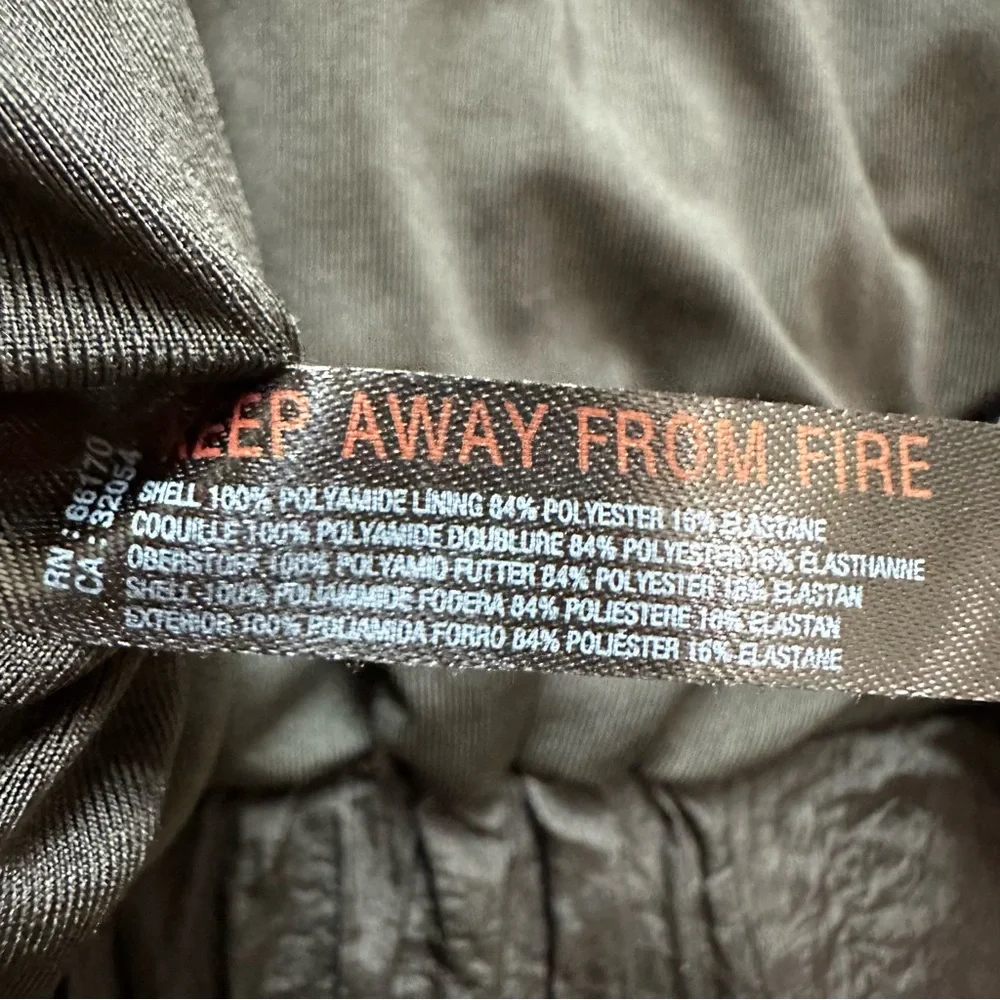 KEEP AWAY FROM FIRE
SHELL 100% POLYAMIDE LINING 84% POLYESTER 16% ELASTANE
COQUILLE 100% POLYAMIDE DOUBLURE 84% POLYESTER 16% ELASTHANNE
OBERSTOFF 100% POLYAMID FUTTER 84% POLYESTER 16% ELASTAN
SHELL 100% POLIAMMIDE FODERA 84% POLIESTERE 16% ELASTAN
EXTERIOR 100% POLIAMIDA FORRO 84% POLIÉSTER 16% ELASTANE
RN : 66170
CA : 32054